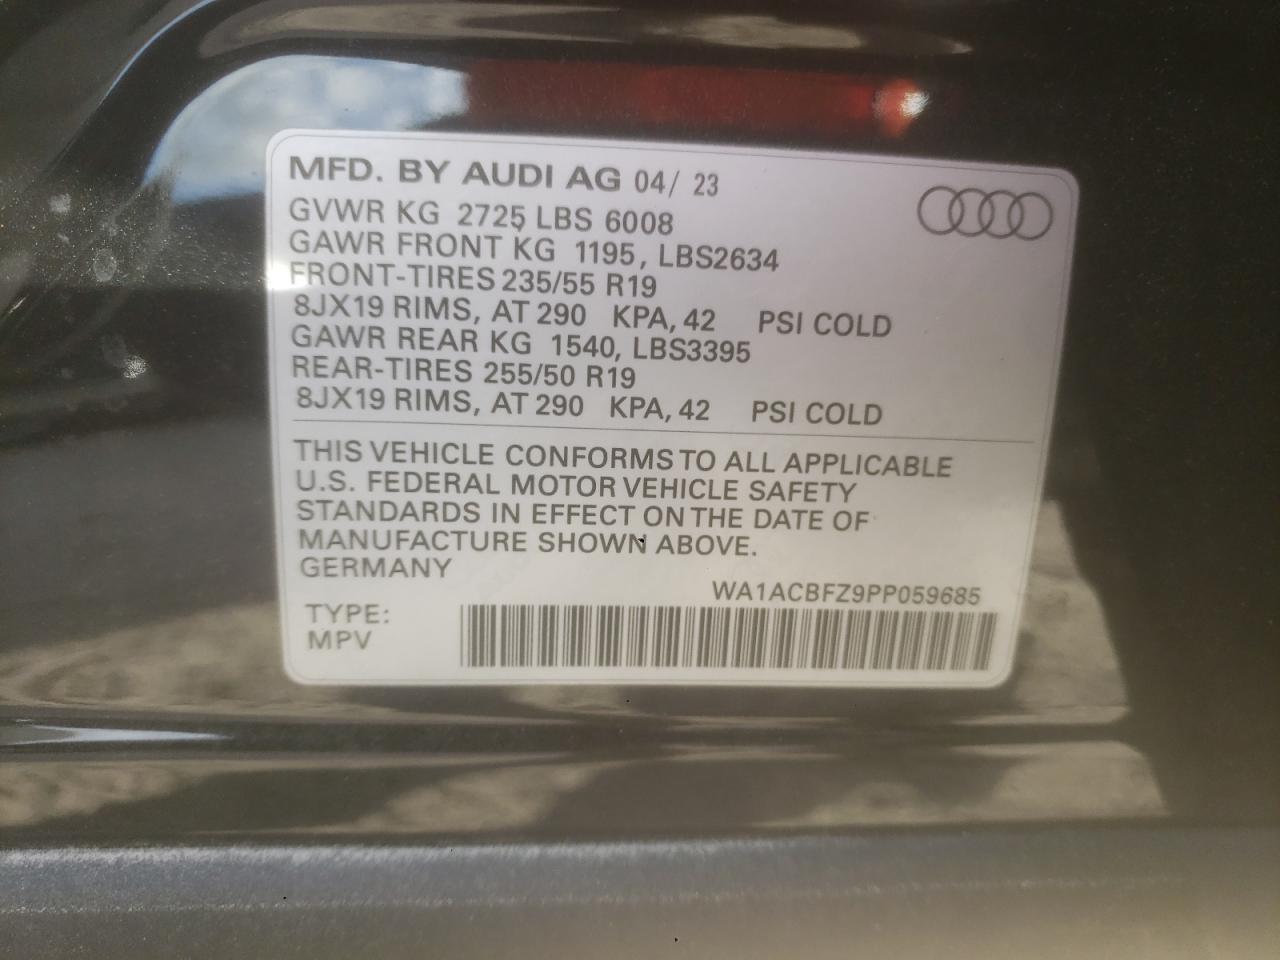 MFD. BY AUDI AG 04/ 23
GVWR KG 2725 LBS 6008
GAWR FRONT KG 1195, LBS2634
FRONT-TIRES 235/55 R19
8JX19 RIMS, AT 290 KPA, 42 PSI COLD
GAWR REAR KG 1540, LBS3395
REAR-TIRES 255/50 R19
8JX19 RIMS, AT 290 KPA, 42 PSI COLD
THIS VEHICLE CONFORMS TO ALL APPLICABLE
U.S. FEDERAL MOTOR VEHICLE SAFETY
STANDARDS IN EFFECT ON THE DATE OF
MANUFACTURE SHOWN ABOVE.
GERMANY
WA1ACBFZ9PP059685
TYPE:
MPV